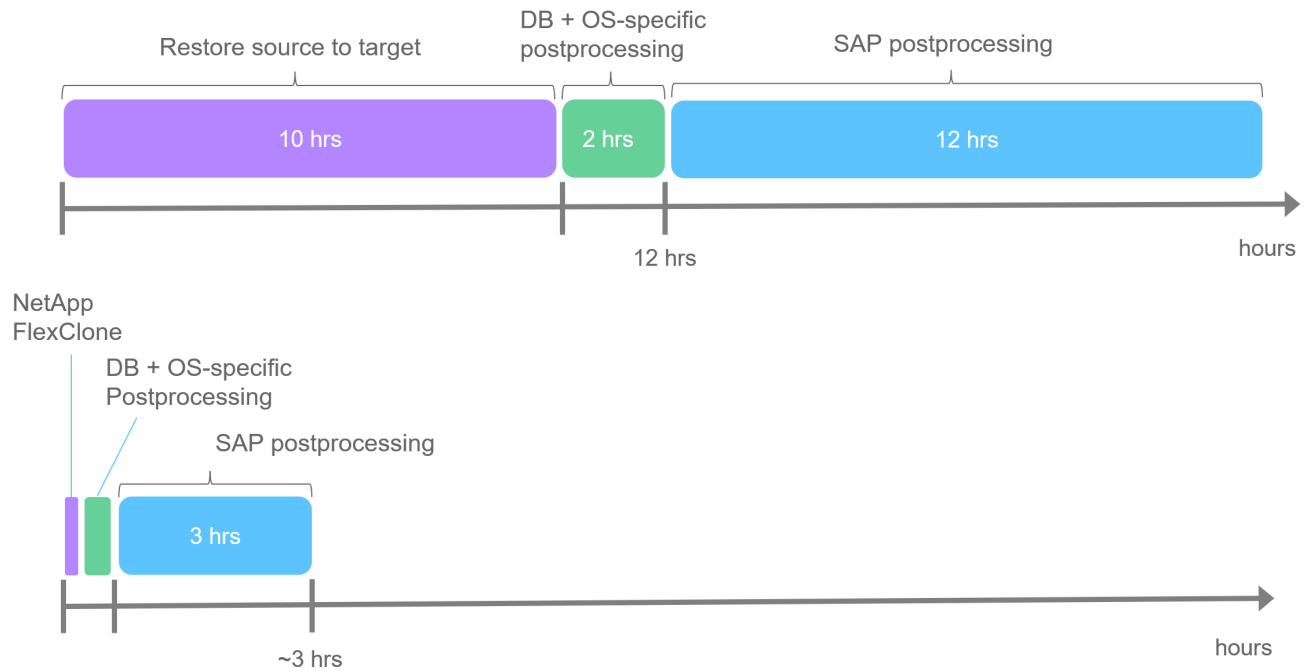 DB + OS-specific
postprocessing
Restore source to target
SAP postprocessing
10 hrs
2 hrs
12 hrs
12 hrs
hours
NetApp
FlexClone
DB + OS-specific
Postprocessing
SAP postprocessing
3 hrs
~3 hrs
hours